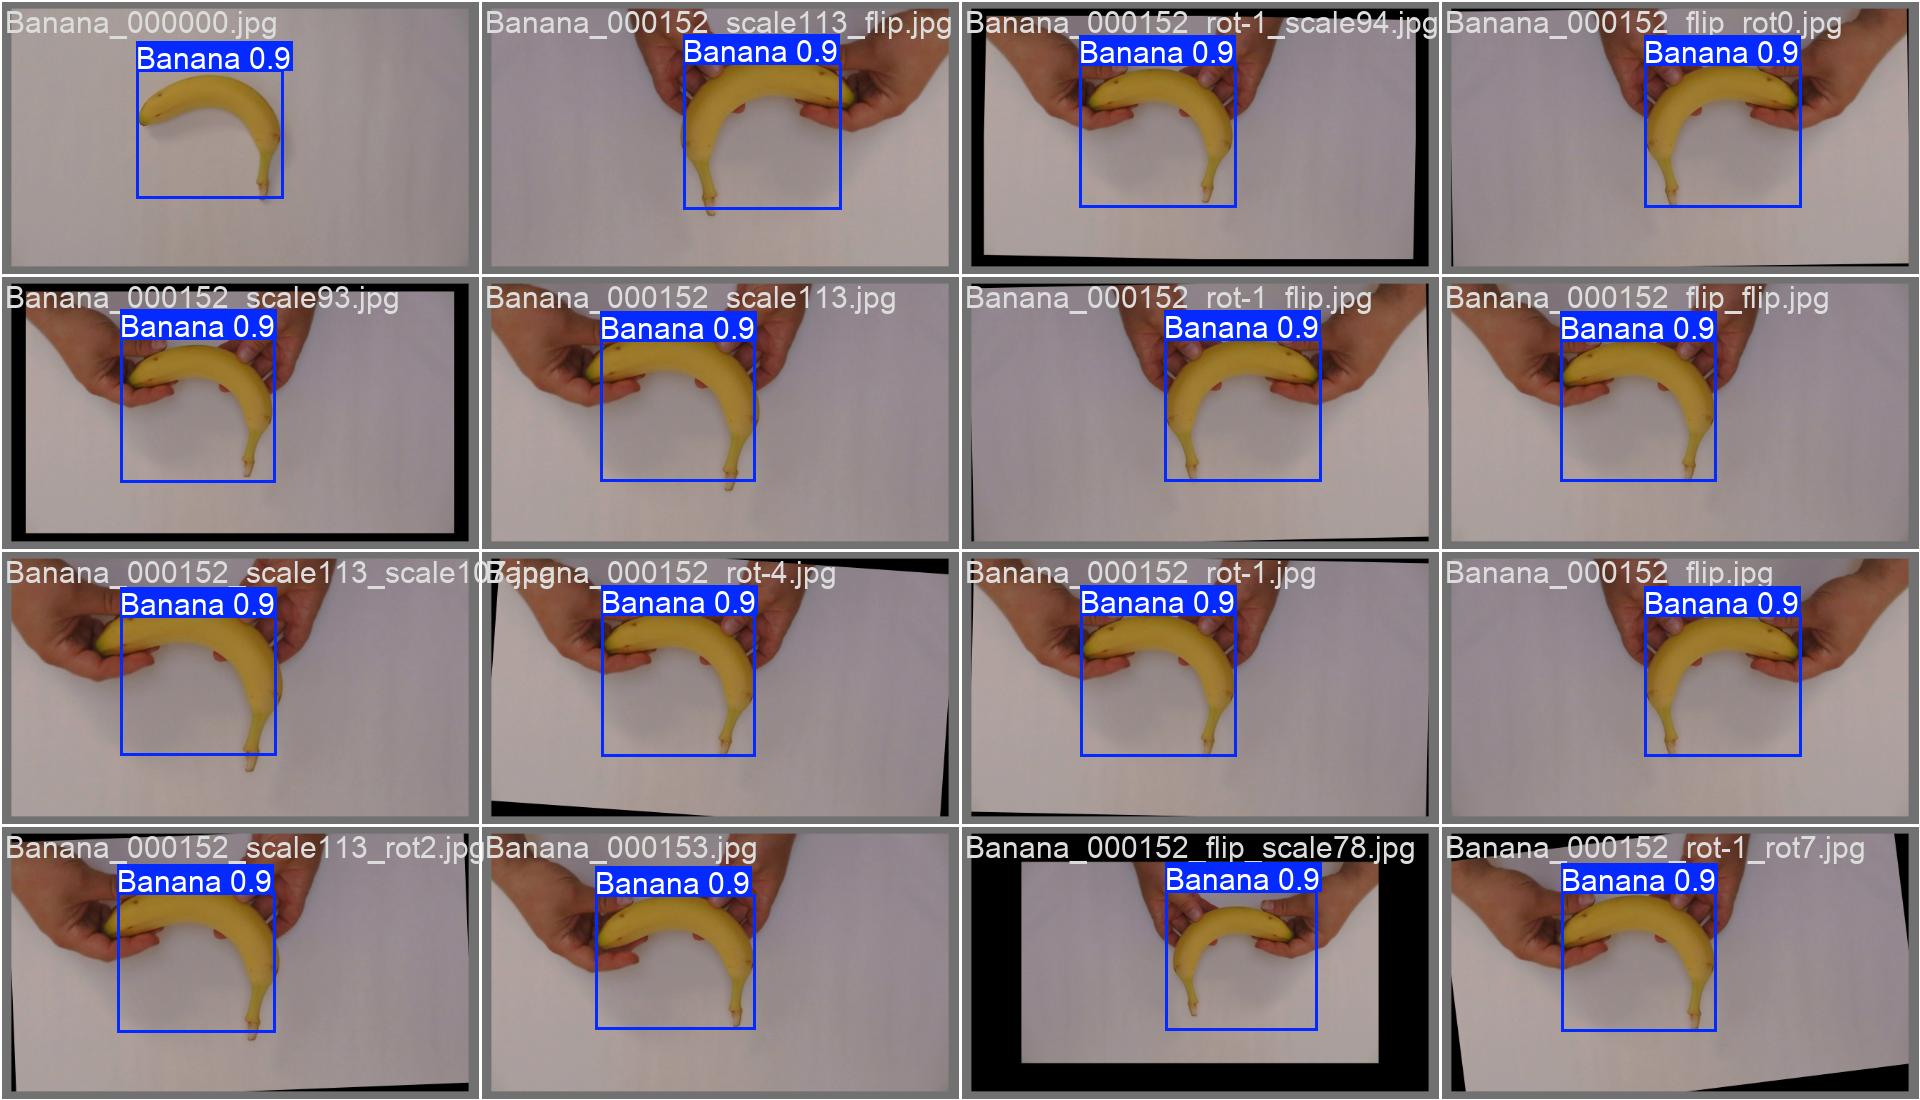 Banana_000000.jpg
Banana 0.9
Banana_000152_scale113_flip.jpg
Banana 0.9
Banana_000152_rot-1_scale94.jpg
Banana 0.9
Banana_000152_flip_rot0.jpg
Banana 0.9
Banana_000152_scale93.jpg
Banana 0.9
Banana_000152_scale113.jpg
Banana 0.9
Banana_000152_rot-1_flip.jpg
Banana 0.9
Banana_000152_flip_flip.jpg
Banana 0.9
Banana_000152_scale113_scale107.jpg
Banana 0.9
Banana_000152_rot-4.jpg
Banana 0.9
Banana_000152_rot-1.jpg
Banana 0.9
Banana_000152_flip.jpg
Banana 0.9
Banana_000152_scale113_rot2.jpg
Banana 0.9
Banana_000153.jpg
Banana 0.9
Banana_000152_flip_scale78.jpg
Banana 0.9
Banana_000152_rot-1_rot7.jpg
Banana 0.9